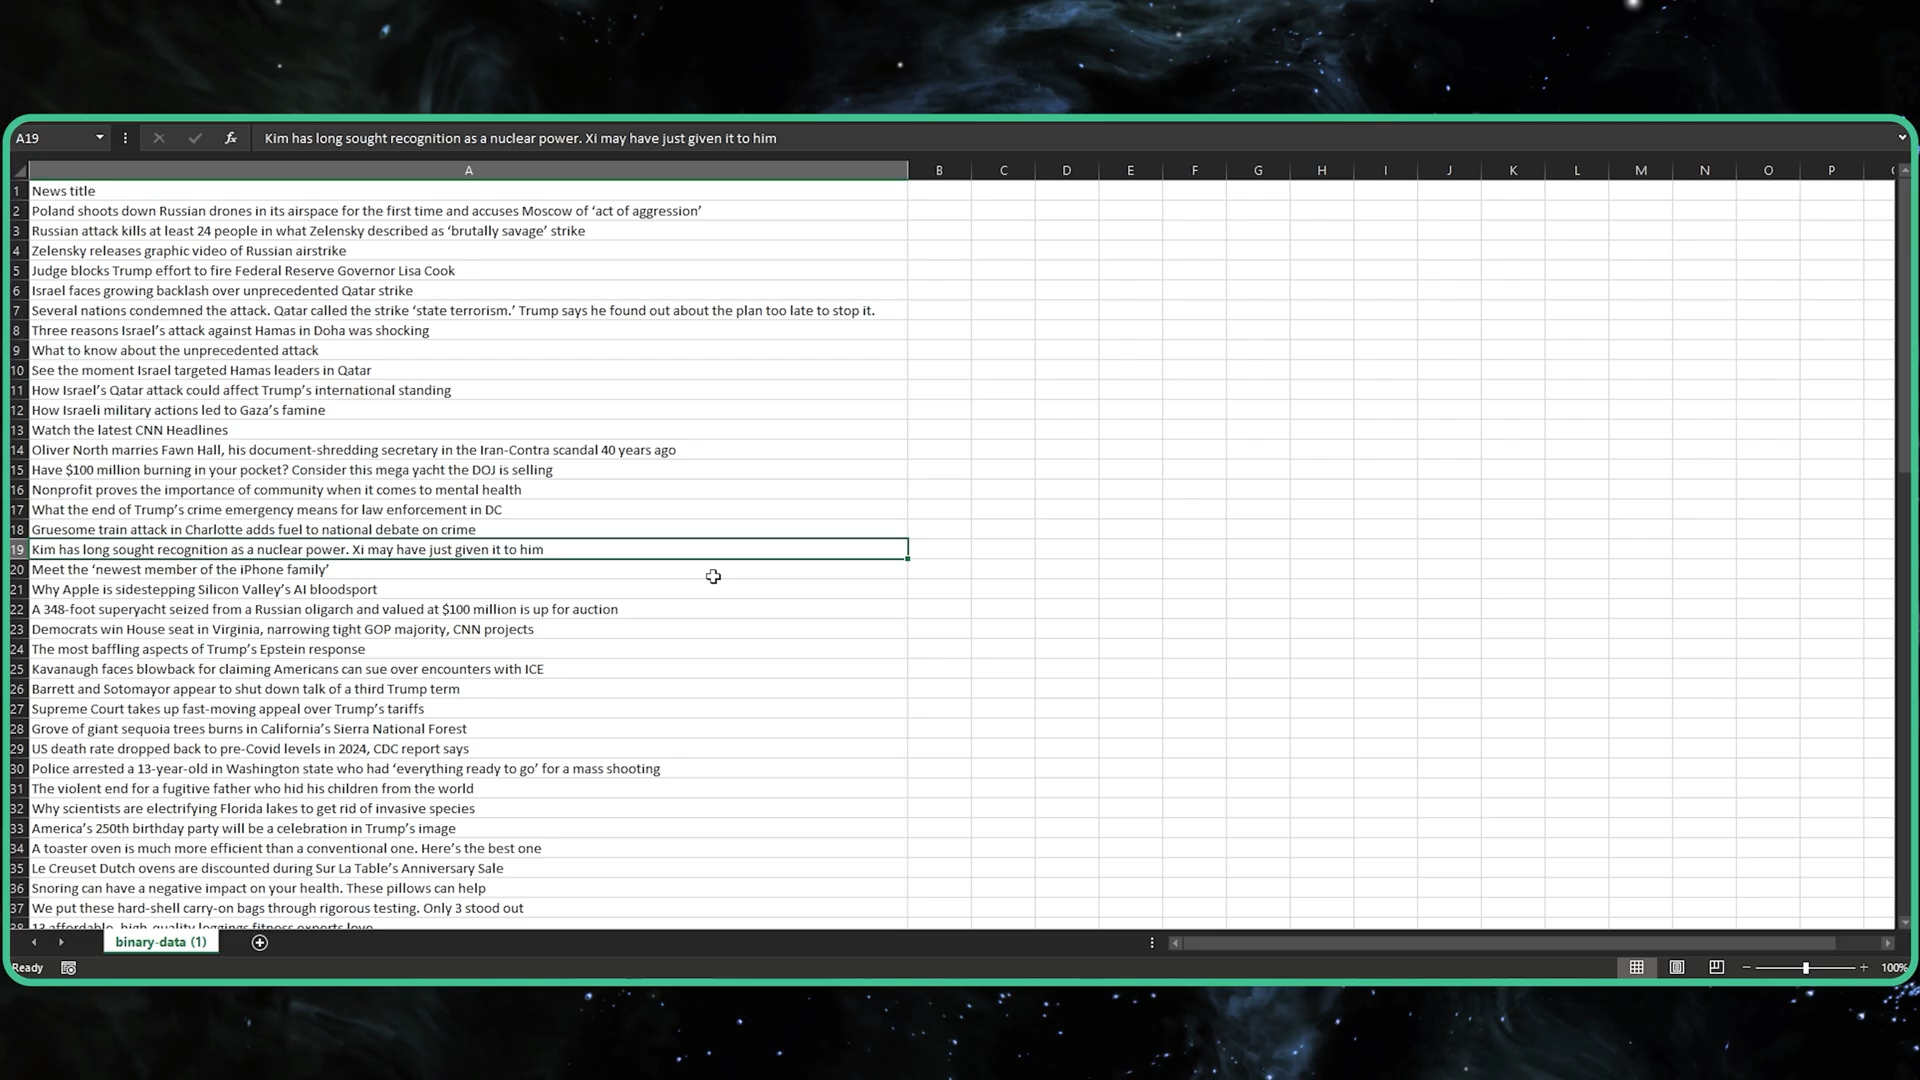 A19
fx
Kim has long sought recognition as a nuclear power. Xi may have just given it to him
A B C D E F G H I J K L M N O P
1 News title
2 Poland shoots down Russian drones in its airspace for the first time and accuses Moscow of ‘act of aggression’
3 Russian attack kills at least 24 people in what Zelensky described as ‘brutally savage’ strike
4 Zelensky releases graphic video of Russian airstrike
5 Judge blocks Trump effort to fire Federal Reserve Governor Lisa Cook
6 Israel faces growing backlash over unprecedented Qatar strike
7 Several nations condemned the attack. Qatar called the strike ‘state terrorism.’ Trump says he found out about the plan too late to stop it.
8 Three reasons Israel’s attack against Hamas in Doha was shocking
9 What to know about the unprecedented attack
10 See the moment Israel targeted Hamas leaders in Qatar
11 How Israel’s Qatar attack could affect Trump’s international standing
12 How Israeli military actions led to Gaza’s famine
13 Watch the latest CNN Headlines
14 Oliver North marries Fawn Hall, his document-shredding secretary in the Iran-Contra scandal 40 years ago
15 Have $100 million burning in your pocket? Consider this mega yacht the DOJ is selling
16 Nonprofit proves the importance of community when it comes to mental health
17 What the end of Trump’s crime emergency means for law enforcement in DC
18 Gruesome train attack in Charlotte adds fuel to national debate on crime
19 Kim has long sought recognition as a nuclear power. Xi may have just given it to him
20 Meet the ‘newest member of the iPhone family’
21 Why Apple is sidestepping Silicon Valley’s AI bloodsport
22 A 348-foot superyacht seized from a Russian oligarch and valued at $100 million is up for auction
23 Democrats win House seat in Virginia, narrowing tight GOP majority, CNN projects
24 The most baffling aspects of Trump’s Epstein response
25 Kavanaugh faces blowback for claiming Americans can sue over encounters with ICE
26 Barrett and Sotomayor appear to shut down talk of a third Trump term
27 Supreme Court takes up fast-moving appeal over Trump’s tariffs
28 Grove of giant sequoia trees burns in California’s Sierra National Forest
29 US death rate dropped back to pre-Covid levels in 2024, CDC report says
30 Police arrested a 13-year-old in Washington state who had ‘everything ready to go’ for a mass shooting
31 The violent end for a fugitive father who hid his children from the world
32 Why scientists are electrifying Florida lakes to get rid of invasive species
33 America’s 250th birthday party will be a celebration in Trump’s image
34 A toaster oven is much more efficient than a conventional one. Here’s the best one
35 Le Creuset Dutch ovens are discounted during Sur La Table’s Anniversary Sale
36 Snoring can have a negative impact on your health. These pillows can help
37 We put these hard-shell carry-on bags through rigorous testing. Only 3 stood out
38 13 affordable, high-quality leggings fitness experts love
binary-data (1)
Ready
100%